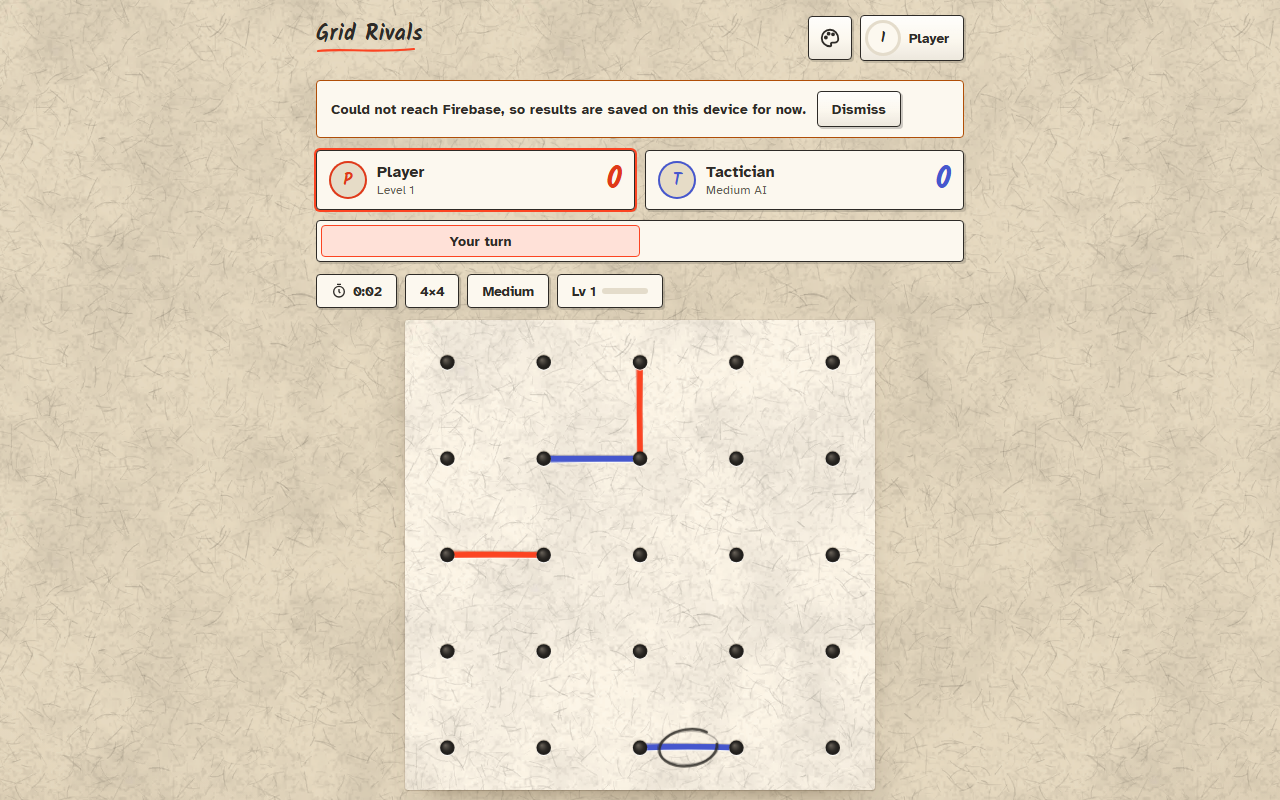 Grid Rivals
1 Player
Could not reach Firebase, so results are saved on this device for now. Dismiss
P Player 0
Level 1
T Tactician 0
Medium AI
Your turn
0:02 4×4 Medium Lv 1